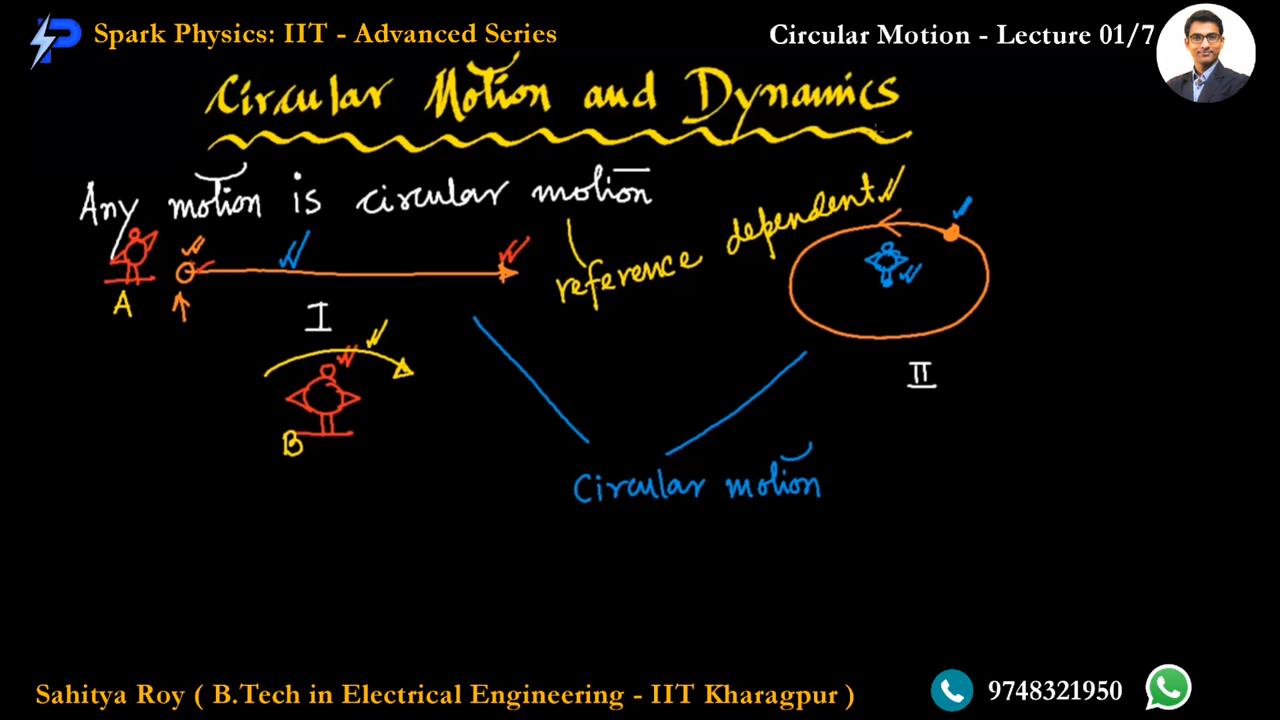 Spark Physics: IIT - Advanced Series
Circular Motion - Lecture 01/7
Circular Motion and Dynamics
Any motion is circular motion
reference dependent
A
I
B
II
Circular motion
Sahitya Roy ( B.Tech in Electrical Engineering - IIT Kharagpur )
9748321950